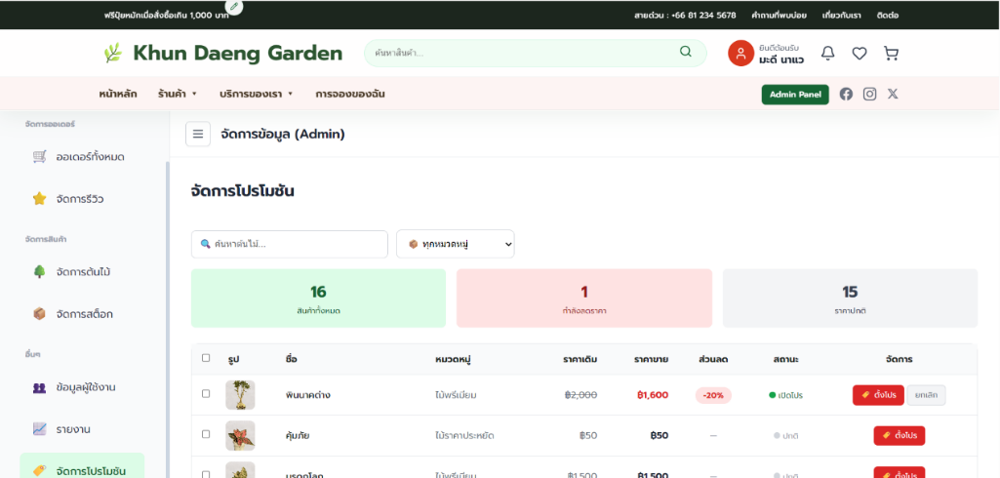 ฟรีปุ๋ยหมักเมื่อสั่งซื้อเกิน 1,000 บาท
สายด่วน : +66 81 234 5678 คำถามที่พบบ่อย เกี่ยวกับเรา ติดต่อ
Khun Daeng Garden
ค้นหาสินค้า...
ยินดีต้อนรับ
มะดี นาแว
หน้าหลัก ร้านค้า บริการของเรา การจองของฉัน
Admin Panel
จัดการออเดอร์
ออเดอร์ทั้งหมด
จัดการรีวิว
จัดการสินค้า
จัดการต้นไม้
จัดการสต็อก
อื่นๆ
ข้อมูลผู้ใช้งาน
รายงาน
จัดการโปรโมชัน
จัดการข้อมูล (Admin)
จัดการโปรโมชัน
ค้นหาต้นไม้...
ทุกหมวดหมู่
16
สินค้าทั้งหมด
1
กำลังลดราคา
15
ราคาปกติ
รูป ชื่อ หมวดหมู่ ราคาเดิม ราคาขาย ส่วนลด สถานะ จัดการ
พินนาคต่าง ไม้พรีเมียม ฿2,000 ฿1,600 -20% เปิดโปร ตั้งโปร ยกเลิก
คุ้มภัย ไม้ราคาประหยัด ฿50 ฿50 — ปกติ ตั้งโปร
มรดกโลก ไม้พรีเมียม ฿1,500 ฿1,500 — ปกติ ตั้งโปร